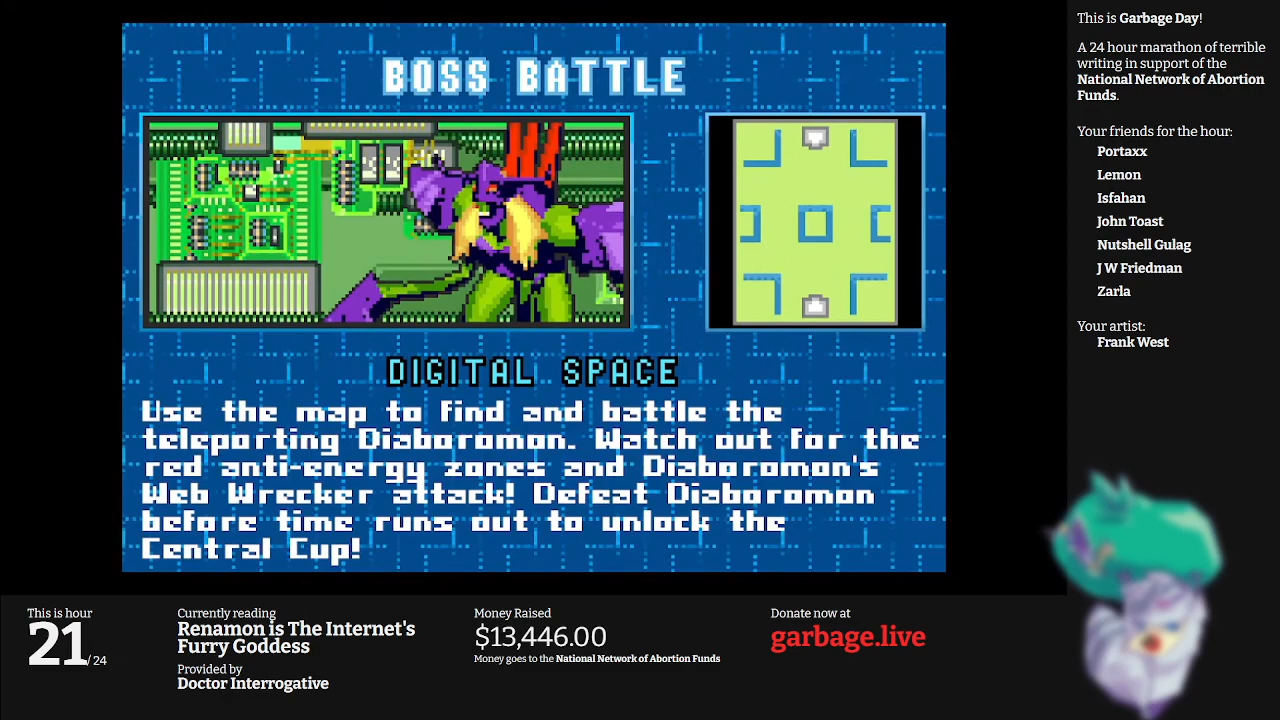 BOSS BATTLE
DIGITAL SPACE
Use the map to find and battle the
teleporting Diaboromon. Watch out for the
red anti-energy zones and Diaboromon's
Web Wrecker attack! Defeat Diaboromon
before time runs out to unlock the
Central Cup!
This is Garbage Day!
A 24 hour marathon of terrible
writing in support of the
National Network of Abortion
Funds.
Your friends for the hour:
Portaxx
Lemon
Isfahan
John Toast
Nutshell Gulag
J W Friedman
Zarla
Your artist:
Frank West
This is hour
21/24
Currently reading
Renamon is The Internet's
Furry Goddess
Provided by
Doctor Interrogative
Money Raised
$13,446.00
Money goes to the National Network of Abortion Funds
Donate now at
garbage.live